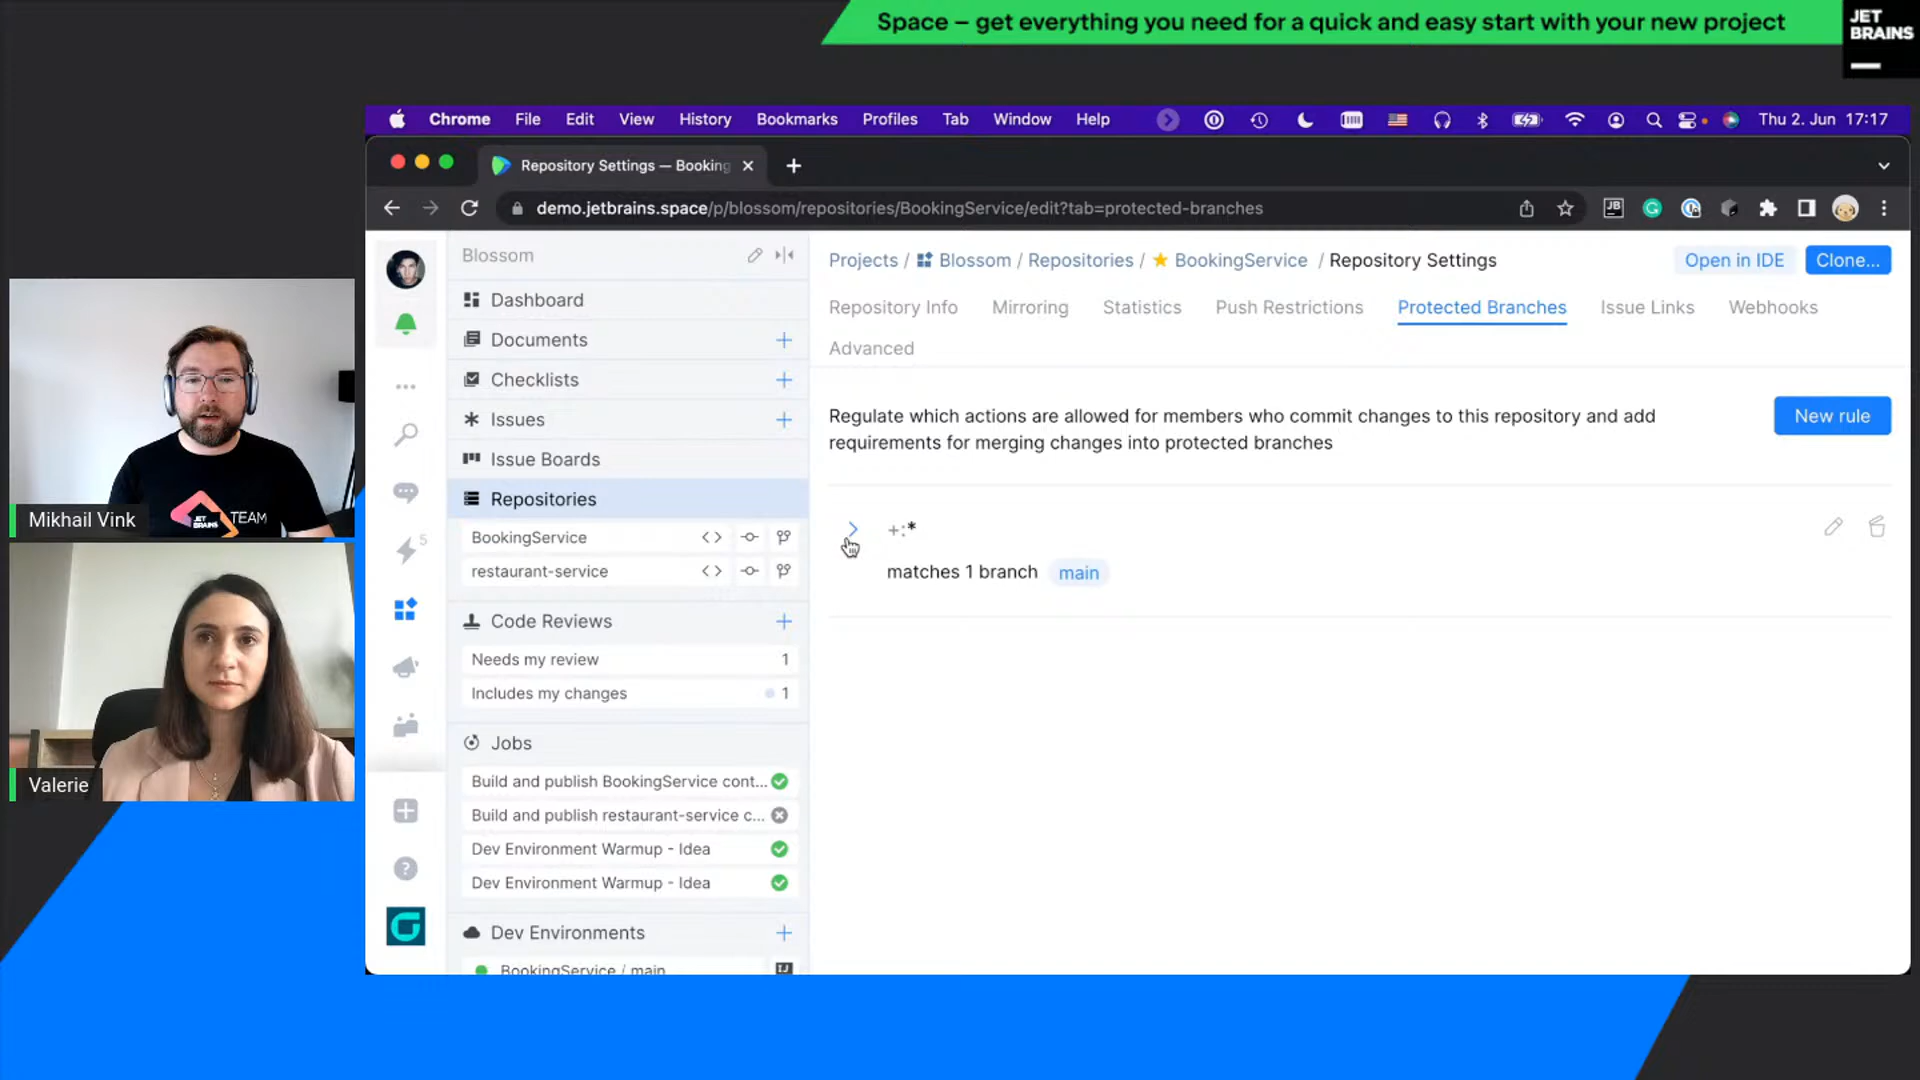 Space – get everything you need for a quick and easy start with your new project
JET
BRAINS
Chrome File Edit View History Bookmarks Profiles Tab Window Help Thu 2. Jun 17:17
Repository Settings — Booking
demo.jetbrains.space/p/blossom/repositories/BookingService/edit?tab=protected-branches
JB
Blossom
Projects / Blossom / Repositories / BookingService / Repository Settings
Open in IDE
Clone...
Dashboard
Documents
Checklists
Issues
Issue Boards
Repositories
BookingService
restaurant-service
Code Reviews
Needs my review 1
Includes my changes 1
Jobs
Build and publish BookingService cont...
Build and publish restaurant-service c...
Dev Environment Warmup - Idea
Dev Environment Warmup - Idea
Dev Environments
BookingService / main
IJ
5
Repository Info Mirroring Statistics Push Restrictions Protected Branches Issue Links Webhooks
Advanced
Regulate which actions are allowed for members who commit changes to this repository and add
requirements for merging changes into protected branches
New rule
+:*
matches 1 branch main
JET
BRAINS
TEAM
Mikhail Vink
Valerie